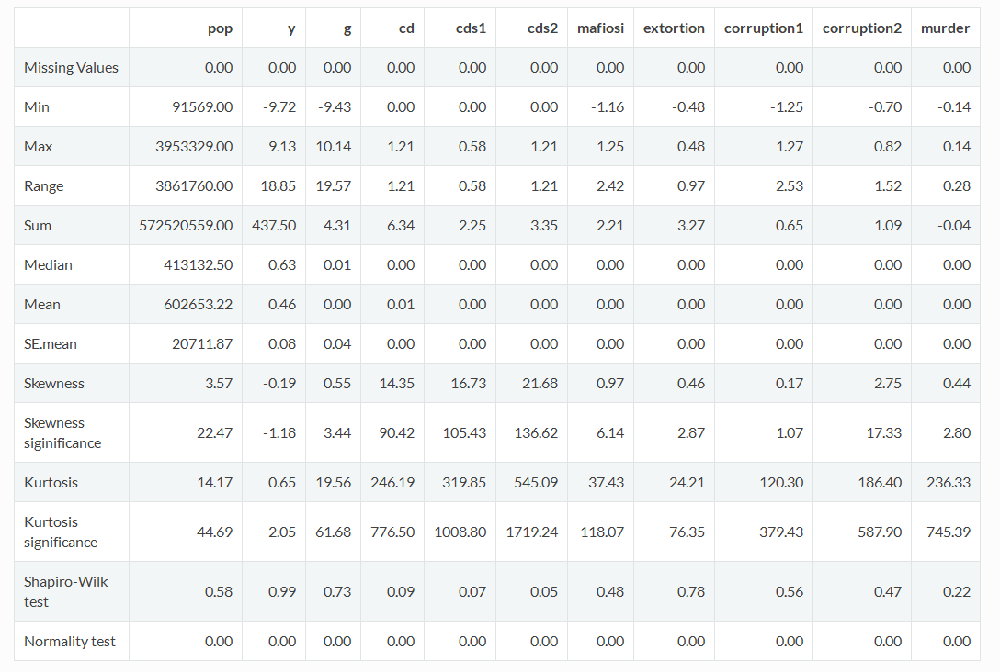 pop y g cd cds1 cds2 mafiosi extortion corruption1 corruption2 murder
Missing Values 0.00 0.00 0.00 0.00 0.00 0.00 0.00 0.00 0.00 0.00 0.00
Min 91569.00 -9.72 -9.43 0.00 0.00 0.00 -1.16 -0.48 -1.25 -0.70 -0.14
Max 3953329.00 9.13 10.14 1.21 0.58 1.21 1.25 0.48 1.27 0.82 0.14
Range 3861760.00 18.85 19.57 1.21 0.58 1.21 2.42 0.97 2.53 1.52 0.28
Sum 572520559.00 437.50 4.31 6.34 2.25 3.35 2.21 3.27 0.65 1.09 -0.04
Median 413132.50 0.63 0.01 0.00 0.00 0.00 0.00 0.00 0.00 0.00 0.00
Mean 602653.22 0.46 0.00 0.01 0.00 0.00 0.00 0.00 0.00 0.00 0.00
SE.mean 20711.87 0.08 0.04 0.00 0.00 0.00 0.00 0.00 0.00 0.00 0.00
Skewness 3.57 -0.19 0.55 14.35 16.73 21.68 0.97 0.46 0.17 2.75 0.44
Skewness
siginificance 22.47 -1.18 3.44 90.42 105.43 136.62 6.14 2.87 1.07 17.33 2.80
Kurtosis 14.17 0.65 19.56 246.19 319.85 545.09 37.43 24.21 120.30 186.40 236.33
Kurtosis
significance 44.69 2.05 61.68 776.50 1008.80 1719.24 118.07 76.35 379.43 587.90 745.39
Shapiro-Wilk
test 0.58 0.99 0.73 0.09 0.07 0.05 0.48 0.78 0.56 0.47 0.22
Normality test 0.00 0.00 0.00 0.00 0.00 0.00 0.00 0.00 0.00 0.00 0.00